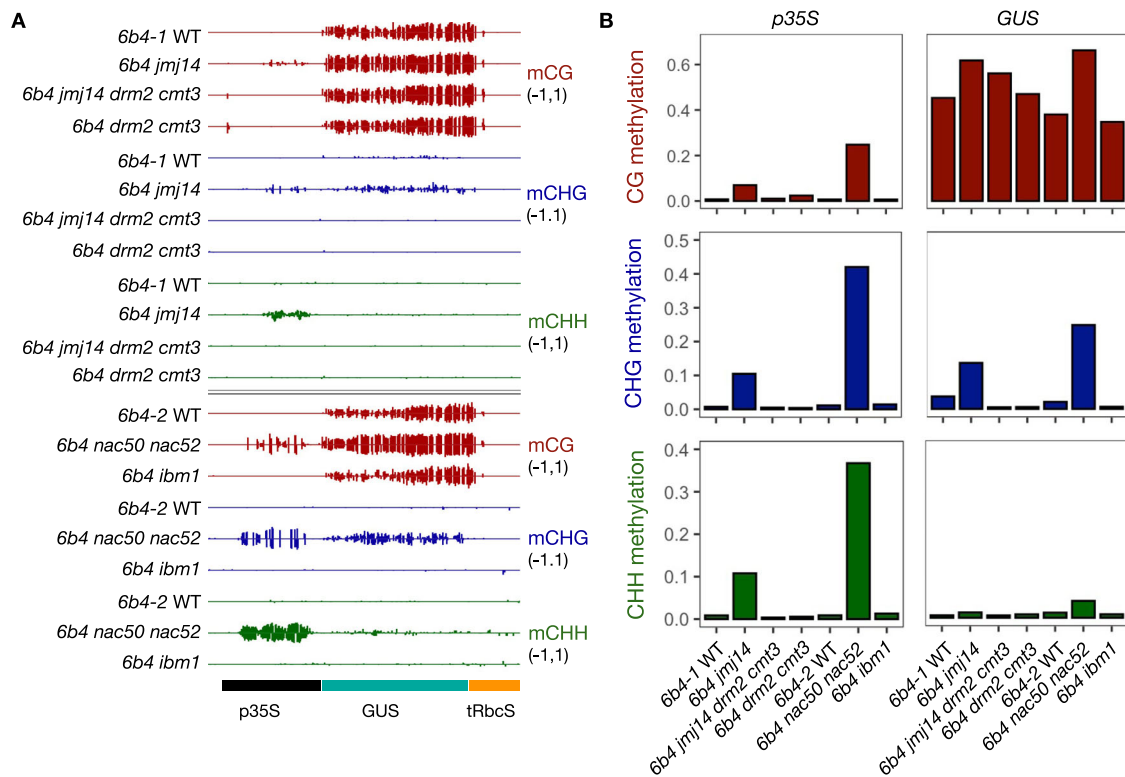 A
6b4-1 WT
6b4 jmj14
6b4 jmj14 drm2 cmt3
6b4 drm2 cmt3
mCG
(-1,1)
6b4-1 WT
6b4 jmj14
6b4 jmj14 drm2 cmt3
6b4 drm2 cmt3
mCHG
(-1.1)
6b4-1 WT
6b4 jmj14
6b4 jmj14 drm2 cmt3
6b4 drm2 cmt3
mCHH
(-1,1)
6b4-2 WT
6b4 nac50 nac52
6b4 ibm1
mCG
(-1,1)
6b4-2 WT
6b4 nac50 nac52
6b4 ibm1
mCHG
(-1.1)
6b4-2 WT
6b4 nac50 nac52
6b4 ibm1
mCHH
(-1,1)
p35S GUS tRbcS
B
p35S GUS
CG methylation
0.6
0.4
0.2
0.0
CHG methylation
0.5
0.4
0.3
0.2
0.1
0.0
CHH methylation
0.4
0.3
0.2
0.1
0.0
6b4-1 WT
6b4 jmj14
6b4 jmj14 drm2 cmt3
6b4 drm2 cmt3
6b4-2 WT
6b4 nac50 nac52
6b4 ibm1
6b4-1 WT
6b4 jmj14
6b4 jmj14 drm2 cmt3
6b4 drm2 cmt3
6b4-2 WT
6b4 nac50 nac52
6b4 ibm1